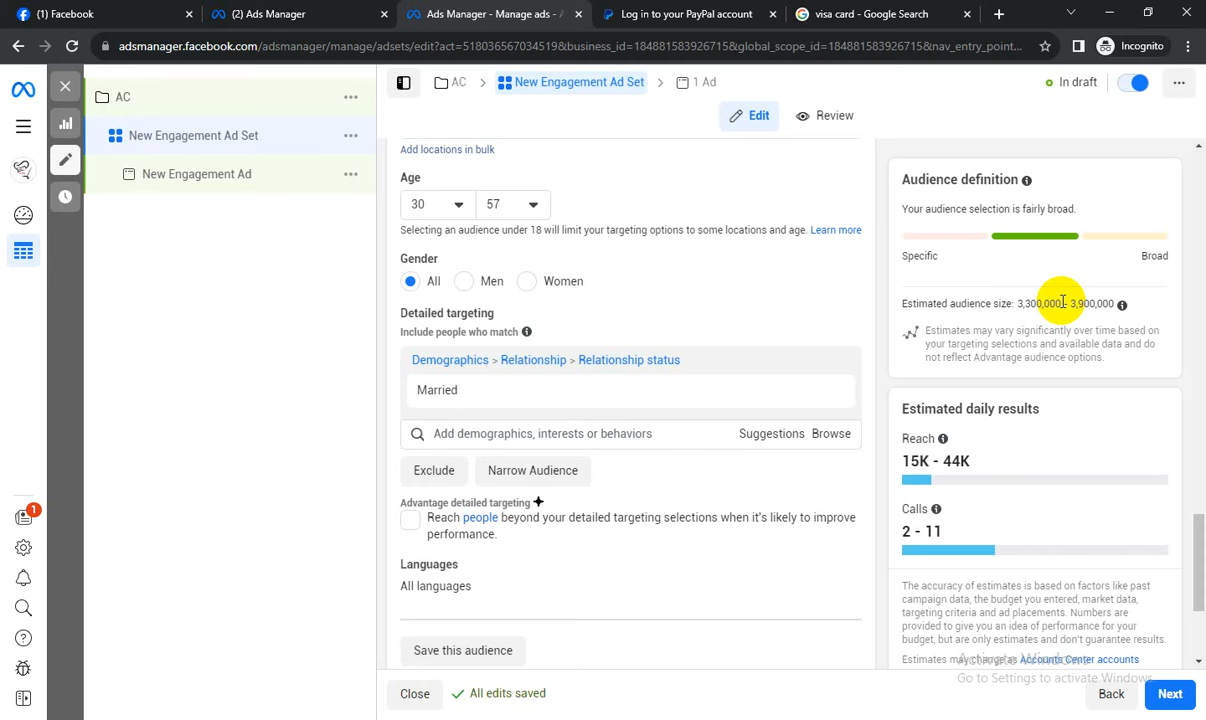 (1) Facebook
(2) Ads Manager
Ads Manager - Manage ads - A
Log in to your PayPal account
visa card - Google Search
adsmanager.facebook.com/adsmanager/manage/adsets/edit?act=518036567034519&business_id=184881583926715&global_scope_id=184881583926715&nav_entry_point...
Incognito
AC
New Engagement Ad Set
New Engagement Ad
AC > New Engagement Ad Set > 1 Ad
In draft
Edit
Review
Add locations in bulk
Age
30 57
Selecting an audience under 18 will limit your targeting options to some locations and age. Learn more
Gender
All Men Women
Detailed targeting
Include people who match
Demographics > Relationship > Relationship status
Married
Add demographics, interests or behaviors Suggestions Browse
Exclude Narrow Audience
Advantage detailed targeting
Reach people beyond your detailed targeting selections when it's likely to improve
performance.
Languages
All languages
Save this audience
Close All edits saved
Audience definition
Your audience selection is fairly broad.
Specific Broad
Estimated audience size: 3,300,000 - 3,900,000
Estimates may vary significantly over time based on
your targeting selections and available data and do
not reflect Advantage audience options.
Estimated daily results
Reach
15K - 44K
Calls
2 - 11
The accuracy of estimates is based on factors like past
campaign data, the budget you entered, market data,
targeting criteria and ad placements. Numbers are
provided to give you an idea of performance for your
budget, but are only estimates and don't guarantee results.
Estimates may change as Accounts Center accounts
Activate Windows
Go to Settings to activate Windows.
Back Next
1